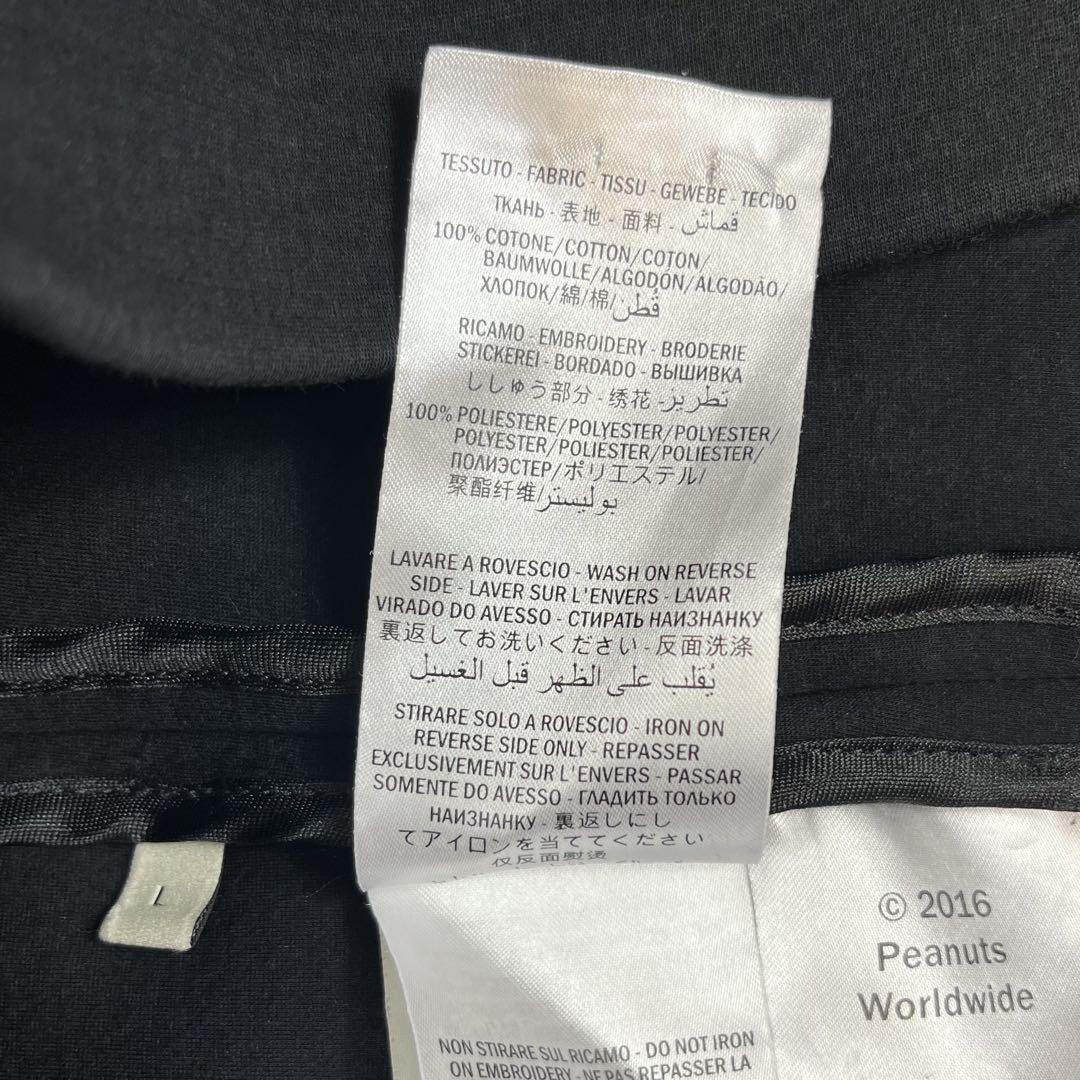 TESSUTO - FABRIC - TISSU - GEWEBE - TECIDO
ТКАНЬ - 表地 - 面料 - قماش
100% COTONE/COTTON/COTON/
BAUMWOLLE/ALGODÓN/ALGODÃO/
ХЛОПОК/綿/棉/قُطن
RICAMO - EMBROIDERY - BRODERIE
STICKEREI - BORDADO - ВЫШИВКА
ししゅう部分 - 绣花 - تطريز
100% POLIESTERE/POLYESTER/POLYESTER/
POLYESTER/POLIESTER/POLIESTER/
ПОЛИЭСТЕР/ポリエステル/
聚酯纤维/بوليستر
LAVARE A ROVESCIO - WASH ON REVERSE
SIDE - LAVER SUR L'ENVERS - LAVAR
VIRADO DO AVESSO - СТИРАТЬ НАИЗНАНКУ
裏返してお洗いください - 反面洗涤
يُقلب على الظهر قبل الغسيل
STIRARE SOLO A ROVESCIO - IRON ON
REVERSE SIDE ONLY - REPASSER
EXCLUSIVEMENT SUR L'ENVERS - PASSAR
SOMENTE DO AVESSO - ГЛАДИТЬ ТОЛЬКО
НАИЗНАНКУ - 裏返しにし
てアイロンを当ててください
仅反面熨烫
L
© 2016
Peanuts
Worldwide
NON STIRARE SUL RICAMO - DO NOT IRON
ON EMBROIDERY - NE PAS REPASSER LA